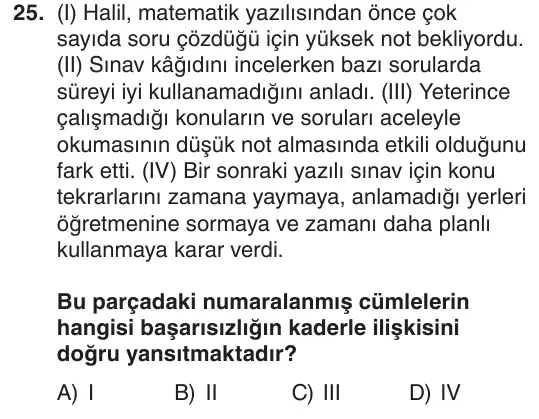 25. (I) Halil, matematik yazılısından önce çok
sayıda soru çözdüğü için yüksek not bekliyordu.
(II) Sınav kâğıdını incelerken bazı sorularda
süreyi iyi kullanamadığını anladı. (III) Yeterince
çalışmadığı konuların ve soruları aceleyle
okumasının düşük not almasında etkili olduğunu
fark etti. (IV) Bir sonraki yazılı sınav için konu
tekrarlarını zamana yaymaya, anlamadığı yerleri
öğretmenine sormaya ve zamanı daha planlı
kullanmaya karar verdi.
Bu parçadaki numaralanmış cümlelerin
hangisi başarısızlığın kaderle ilişkisini
doğru yansıtmaktadır?
A) I B) II C) III D) IV